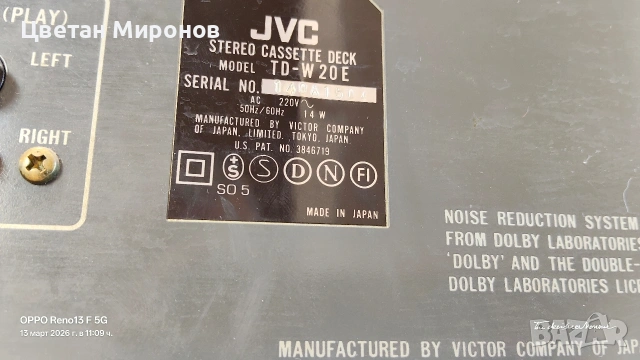 (PLAY)
Цветан Миронов
LEFT
RIGHT
JVC
STEREO CASSETTE DECK
MODEL TD-W20E
SERIAL NO.
AC 220V~
50Hz/60Hz 14 W
MANUFACTURED BY VICTOR COMPANY
OF JAPAN, LIMITED, TOKYO, JAPAN.
U.S. PAT. NO. 3846719
S S D N FI
SO 5
MADE IN JAPAN
NOISE REDUCTION SYSTEM
FROM DOLBY LABORATORIES
'DOLBY' AND THE DOUBLE-
DOLBY LABORATORIES LIC
MANUFACTURED BY VICTOR COMPANY OF JAP
OPPO Reno13 F 5G
13 март 2026 г. в 11:09 ч.